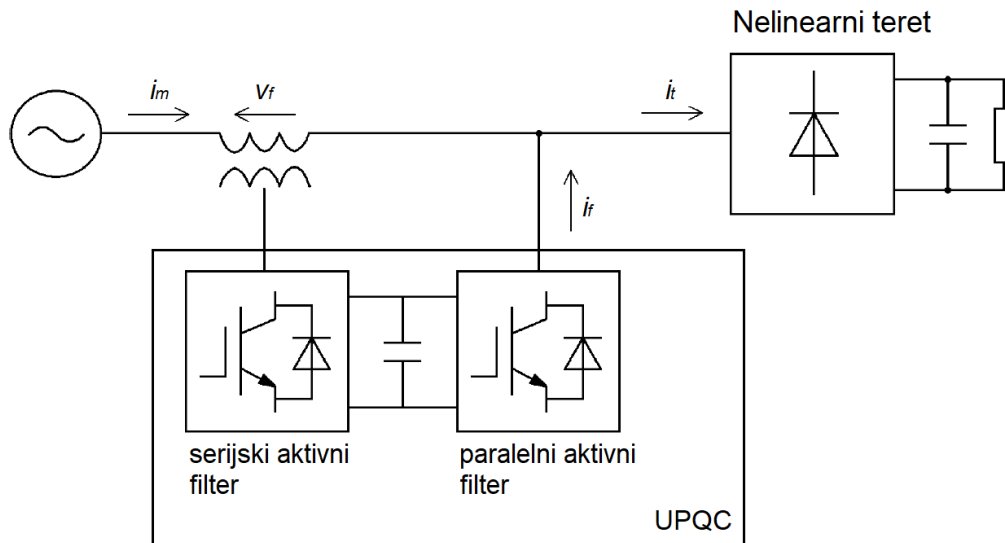 Nelinearni teret
im
vf
it
if
serijski aktivni
filter
paralelni aktivni
filter
UPQC